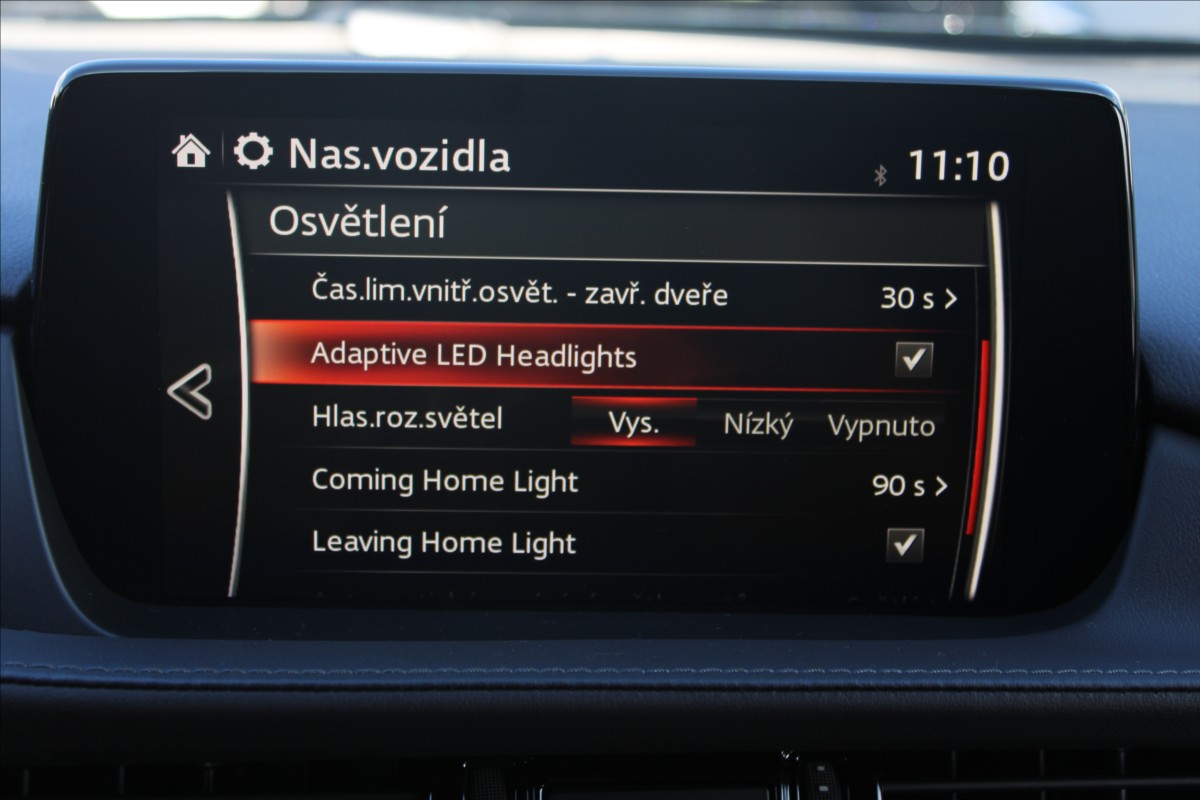 Nas.vozidla 11:10
Osvětlení
Čas.lim.vnitř.osvět. - zavř. dveře 30 s >
Adaptive LED Headlights
Hlas.roz.světel Vys. Nízký Vypnuto
Coming Home Light 90 s >
Leaving Home Light